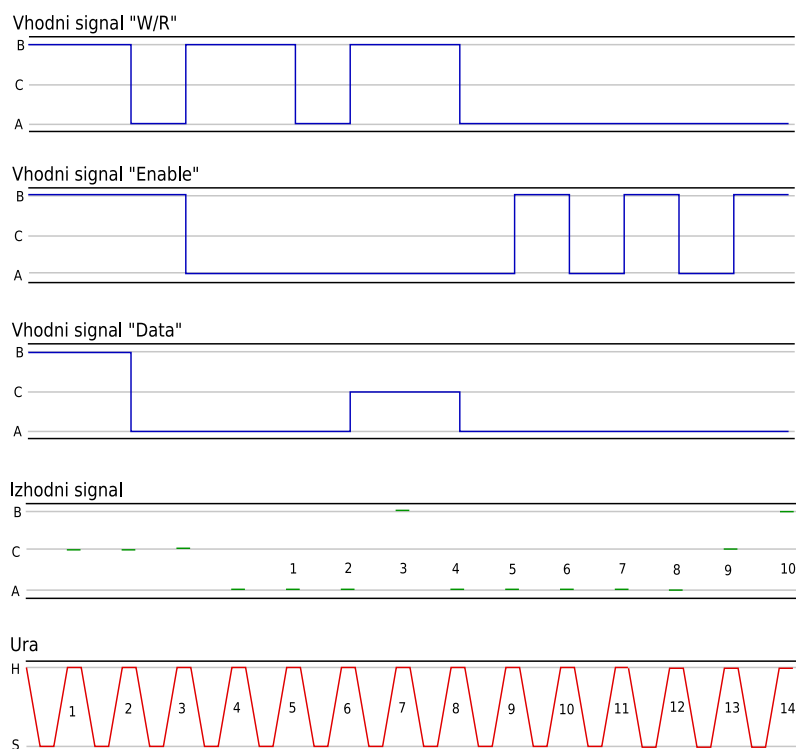 Vhodni signal "W/R"
B
C
A
Vhodni signal "Enable"
B
C
A
Vhodni signal "Data"
B
C
A
Izhodni signal
B
C
1 2 3 4 5 6 7 8 9 10
A
Ura
H
1 2 3 4 5 6 7 8 9 10 11 12 13 14
S